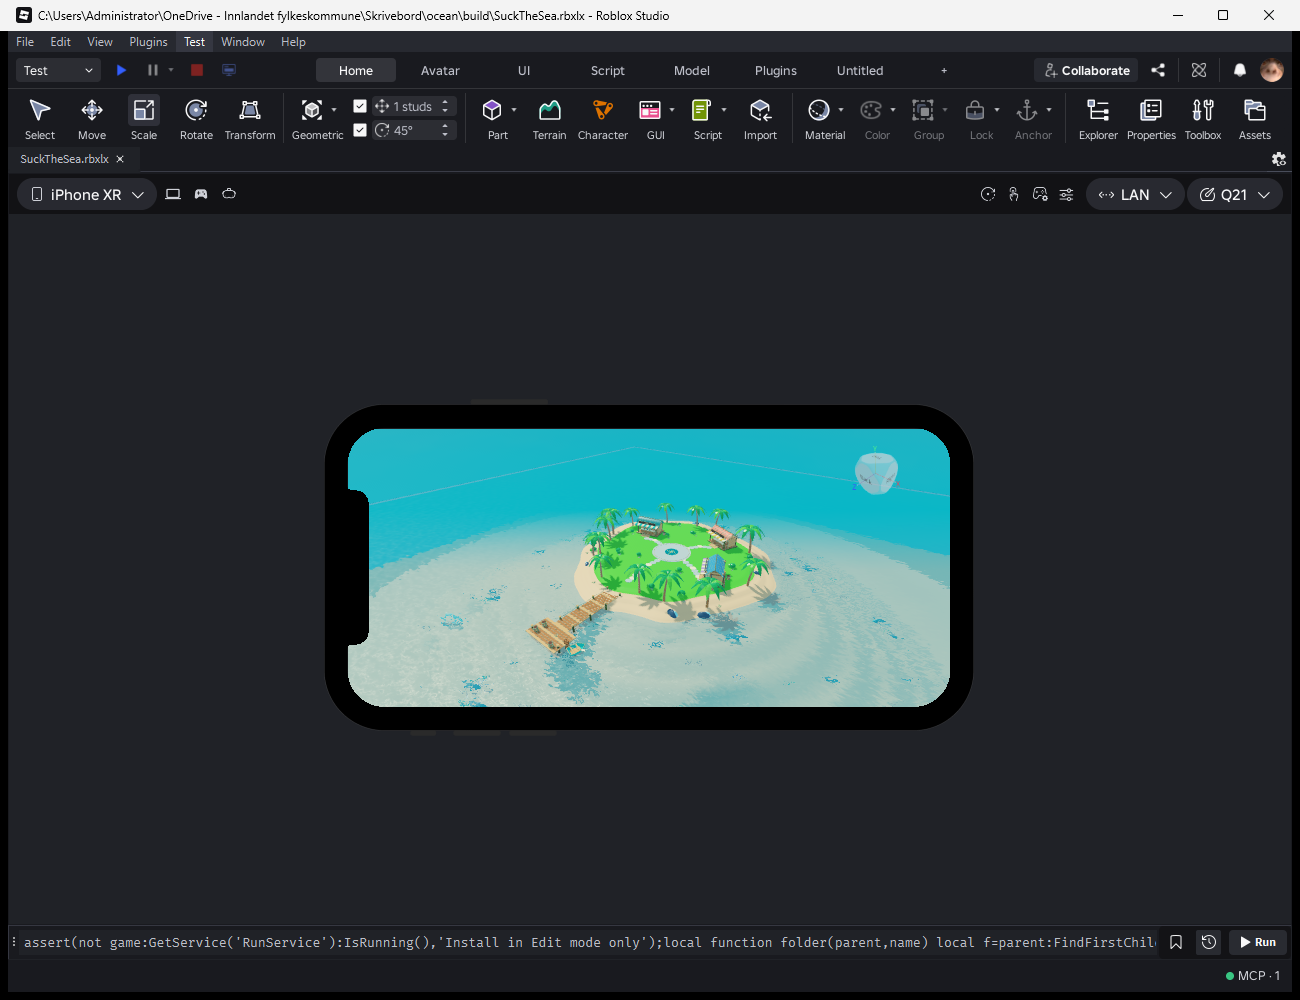 C:\Users\Administrator\OneDrive - Innlandet fylkeskommune\Skrivebord\ocean\build\SuckTheSea.rbxlx - Roblox Studio
File Edit View Plugins Test Window Help
Test Home Avatar UI Script Model Plugins Untitled + Collaborate
1 studs
45°
Select Move Scale Rotate Transform Geometric Part Terrain Character GUI Script Import Material Color Group Lock Anchor Explorer Properties Toolbox Assets
SuckTheSea.rbxlx
iPhone XR LAN Q21
assert(not game:GetService('RunService'):IsRunning(),'Install in Edit mode only');local function folder(parent,name) local f=parent:FindFirstChil Run
MCP · 1